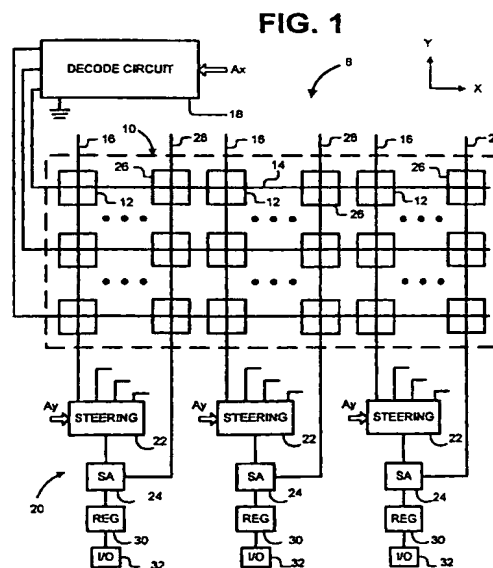 FIG. 1
DECODE CIRCUIT
Ax
18
8
Y
X
16 10 28 16 28 16
26 14 26
12 12 26 12
Ay STEERING Ay STEERING Ay STEERING
22 22 22
20 SA SA SA
24 24 24
REG REG REG
30 30 30
I/O I/O I/O
32 32 32